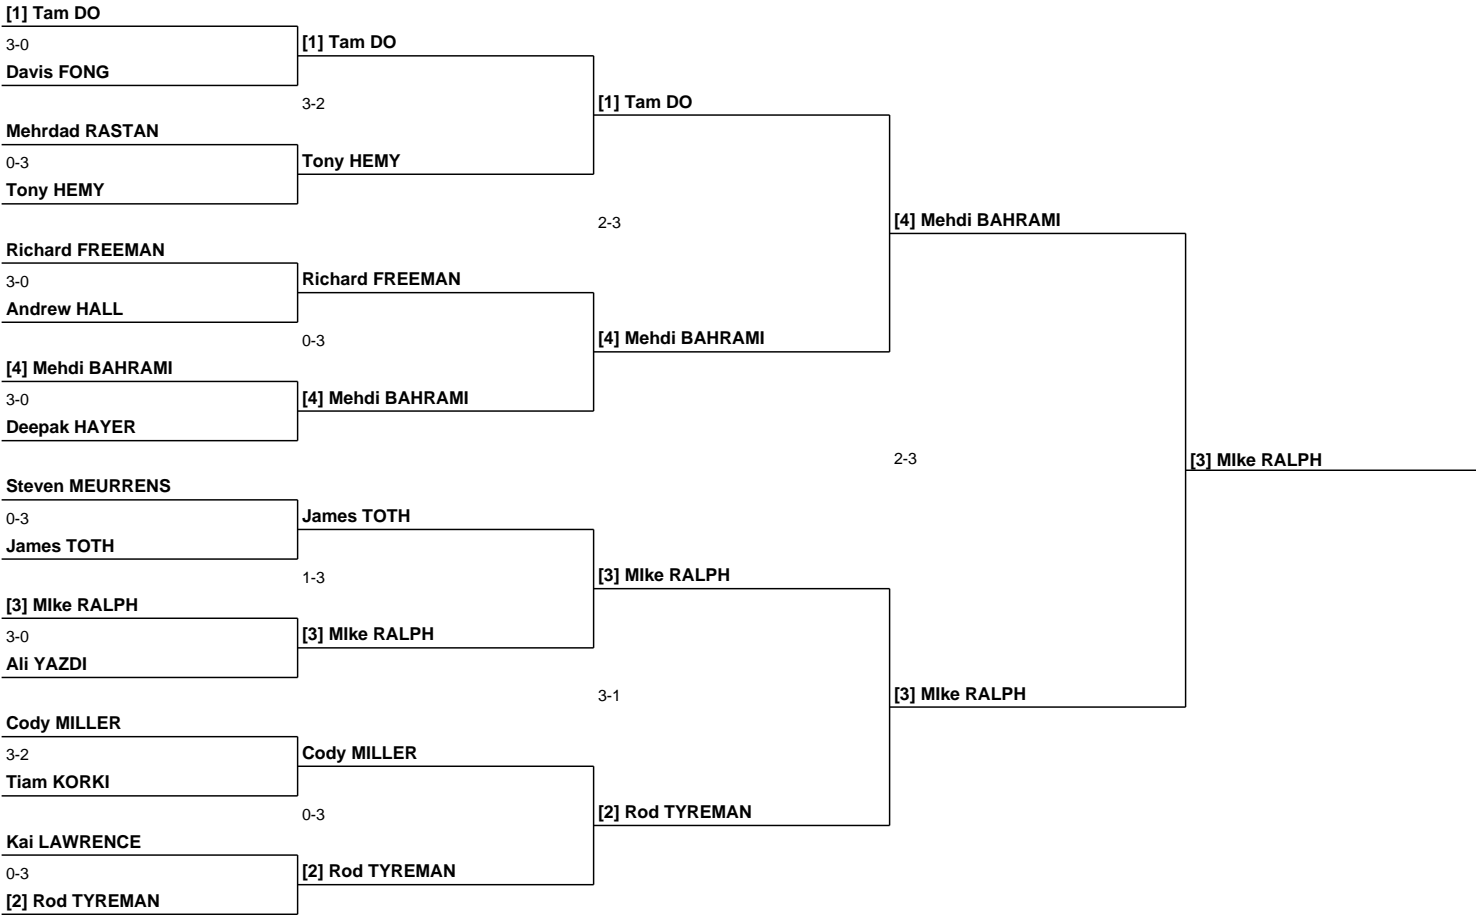 [1] Tam DO
3-0
Davis FONG
Mehrdad RASTAN
0-3
Tony HEMY
Richard FREEMAN
3-0
Andrew HALL
[4] Mehdi BAHRAMI
3-0
Deepak HAYER
Steven MEURRENS
0-3
James TOTH
[3] MIke RALPH
3-0
Ali YAZDI
Cody MILLER
3-2
Tiam KORKI
Kai LAWRENCE
0-3
[2] Rod TYREMAN
[1] Tam DO
3-2
Tony HEMY
Richard FREEMAN
0-3
[4] Mehdi BAHRAMI
James TOTH
1-3
[3] MIke RALPH
Cody MILLER
0-3
[2] Rod TYREMAN
[1] Tam DO
2-3
[4] Mehdi BAHRAMI
[3] MIke RALPH
3-1
[2] Rod TYREMAN
[4] Mehdi BAHRAMI
2-3
[3] MIke RALPH
[3] MIke RALPH